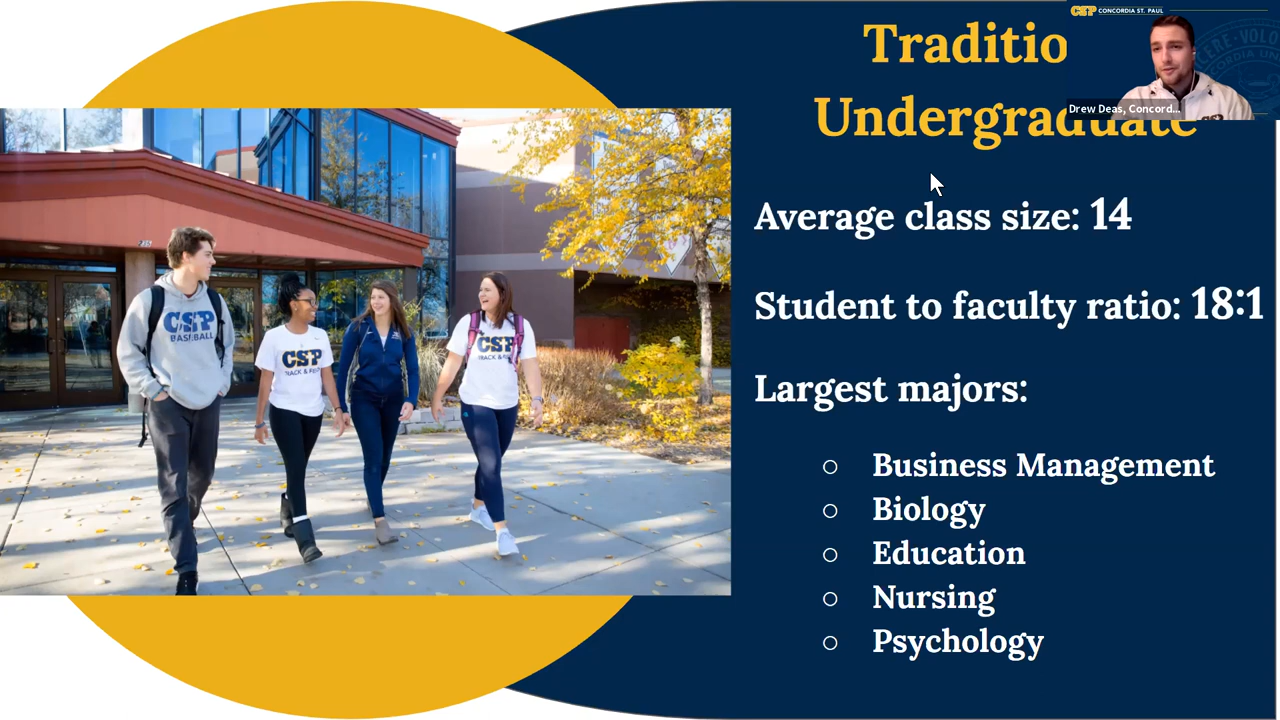 CSP CONCORDIA ST. PAUL
Traditio
Undergraduate
Drew Deas, Concord...
Average class size: 14
Student to faculty ratio: 18:1
Largest majors:
○ Business Management
○ Biology
○ Education
○ Nursing
○ Psychology
CSP
BASEBALL
CSP
TRACK & FIELD
CSP
TRACK & FIELD